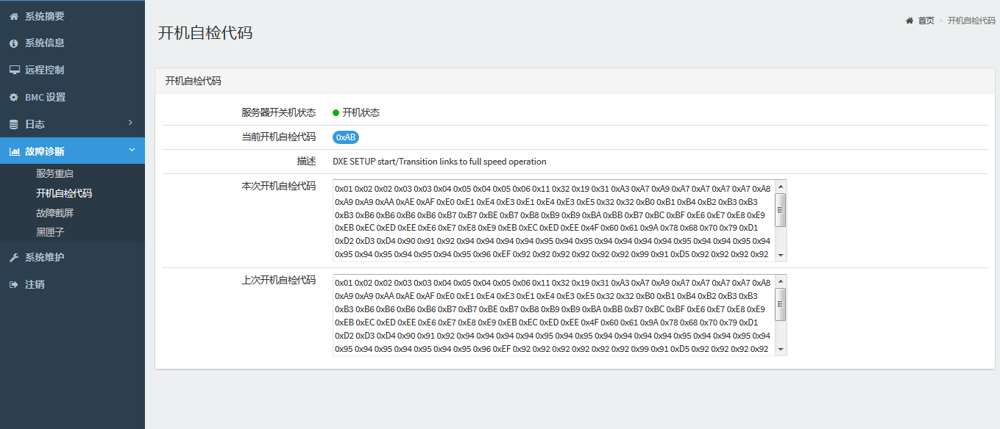 系统摘要
系统信息
远程控制
BMC 设置
日志
故障诊断
服务重启
开机自检代码
故障截屏
黑匣子
系统维护
注销
开机自检代码
首页 > 开机自检代码
开机自检代码
服务器开关机状态 开机状态
当前开机自检代码 0xAB
描述 DXE SETUP start/Transition links to full speed operation
本次开机自检代码
0x01 0x02 0x02 0x03 0x03 0x04 0x05 0x04 0x05 0x06 0x11 0x32 0x19 0x31 0xA3 0xA7 0xA9 0xA7 0xA7 0xA7 0xA7 0xA8
0xA9 0xA9 0xAA 0xAE 0xAF 0xE0 0xE1 0xE4 0xE3 0xE1 0xE4 0xE3 0xE5 0x32 0x32 0xB0 0xB1 0xB4 0xB2 0xB3 0xB3
0xB3 0xB6 0xB6 0xB6 0xB6 0xB7 0xB7 0xBE 0xB7 0xB8 0xB9 0xB9 0xBA 0xBB 0xB7 0xBC 0xBF 0xE6 0xE7 0xE8 0xE9
0xEB 0xEC 0xED 0xEE 0xE6 0xE7 0xE8 0xE9 0xEB 0xEC 0xED 0xEE 0x4F 0x60 0x61 0x9A 0x78 0x68 0x70 0x79 0xD1
0xD2 0xD3 0xD4 0x90 0x91 0x92 0x94 0x94 0x94 0x94 0x95 0x94 0x95 0x94 0x94 0x94 0x94 0x95 0x94 0x94 0x95 0x94
0x95 0x94 0x95 0x94 0x95 0x94 0x95 0x96 0xEF 0x92 0x92 0x92 0x92 0x92 0x92 0x99 0x91 0xD5 0x92 0x92 0x92 0x92
上次开机自检代码
0x01 0x02 0x02 0x03 0x03 0x04 0x05 0x04 0x05 0x06 0x11 0x32 0x19 0x31 0xA3 0xA7 0xA9 0xA7 0xA7 0xA7 0xA7 0xA8
0xA9 0xA9 0xAA 0xAE 0xAF 0xE0 0xE1 0xE4 0xE3 0xE1 0xE4 0xE3 0xE5 0x32 0x32 0xB0 0xB1 0xB4 0xB2 0xB3 0xB3
0xB3 0xB6 0xB6 0xB6 0xB6 0xB7 0xB7 0xBE 0xB7 0xB8 0xB9 0xB9 0xBA 0xBB 0xB7 0xBC 0xBF 0xE6 0xE7 0xE8 0xE9
0xEB 0xEC 0xED 0xEE 0xE6 0xE7 0xE8 0xE9 0xEB 0xEC 0xED 0xEE 0x4F 0x60 0x61 0x9A 0x78 0x68 0x70 0x79 0xD1
0xD2 0xD3 0xD4 0x90 0x91 0x92 0x94 0x94 0x94 0x94 0x95 0x94 0x95 0x94 0x94 0x94 0x94 0x95 0x94 0x94 0x95 0x94
0x95 0x94 0x95 0x94 0x95 0x94 0x95 0x96 0xEF 0x92 0x92 0x92 0x92 0x92 0x92 0x99 0x91 0xD5 0x92 0x92 0x92 0x92